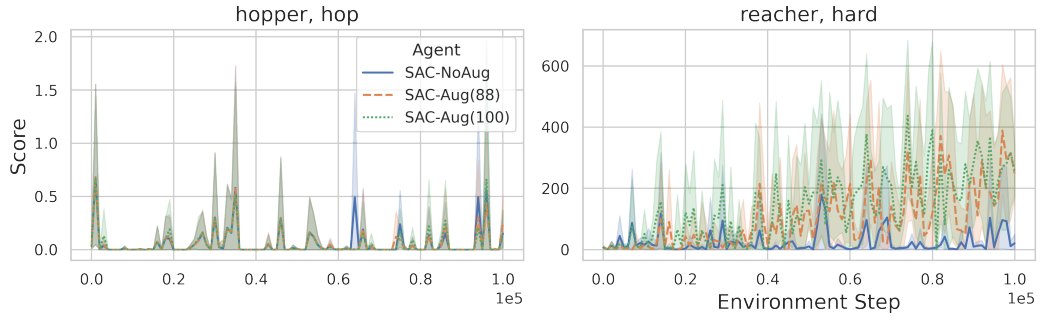 hopper, hop
Score
2.0
1.5
1.0
0.5
0.0
0.0
0.2
0.4
0.6
0.8
1.0
1e5
Agent
SAC-NoAug
SAC-Aug(88)
SAC-Aug(100)
reacher, hard
600
400
200
0
0.0
0.2
0.4
0.6
0.8
1.0
1e5
Environment Step